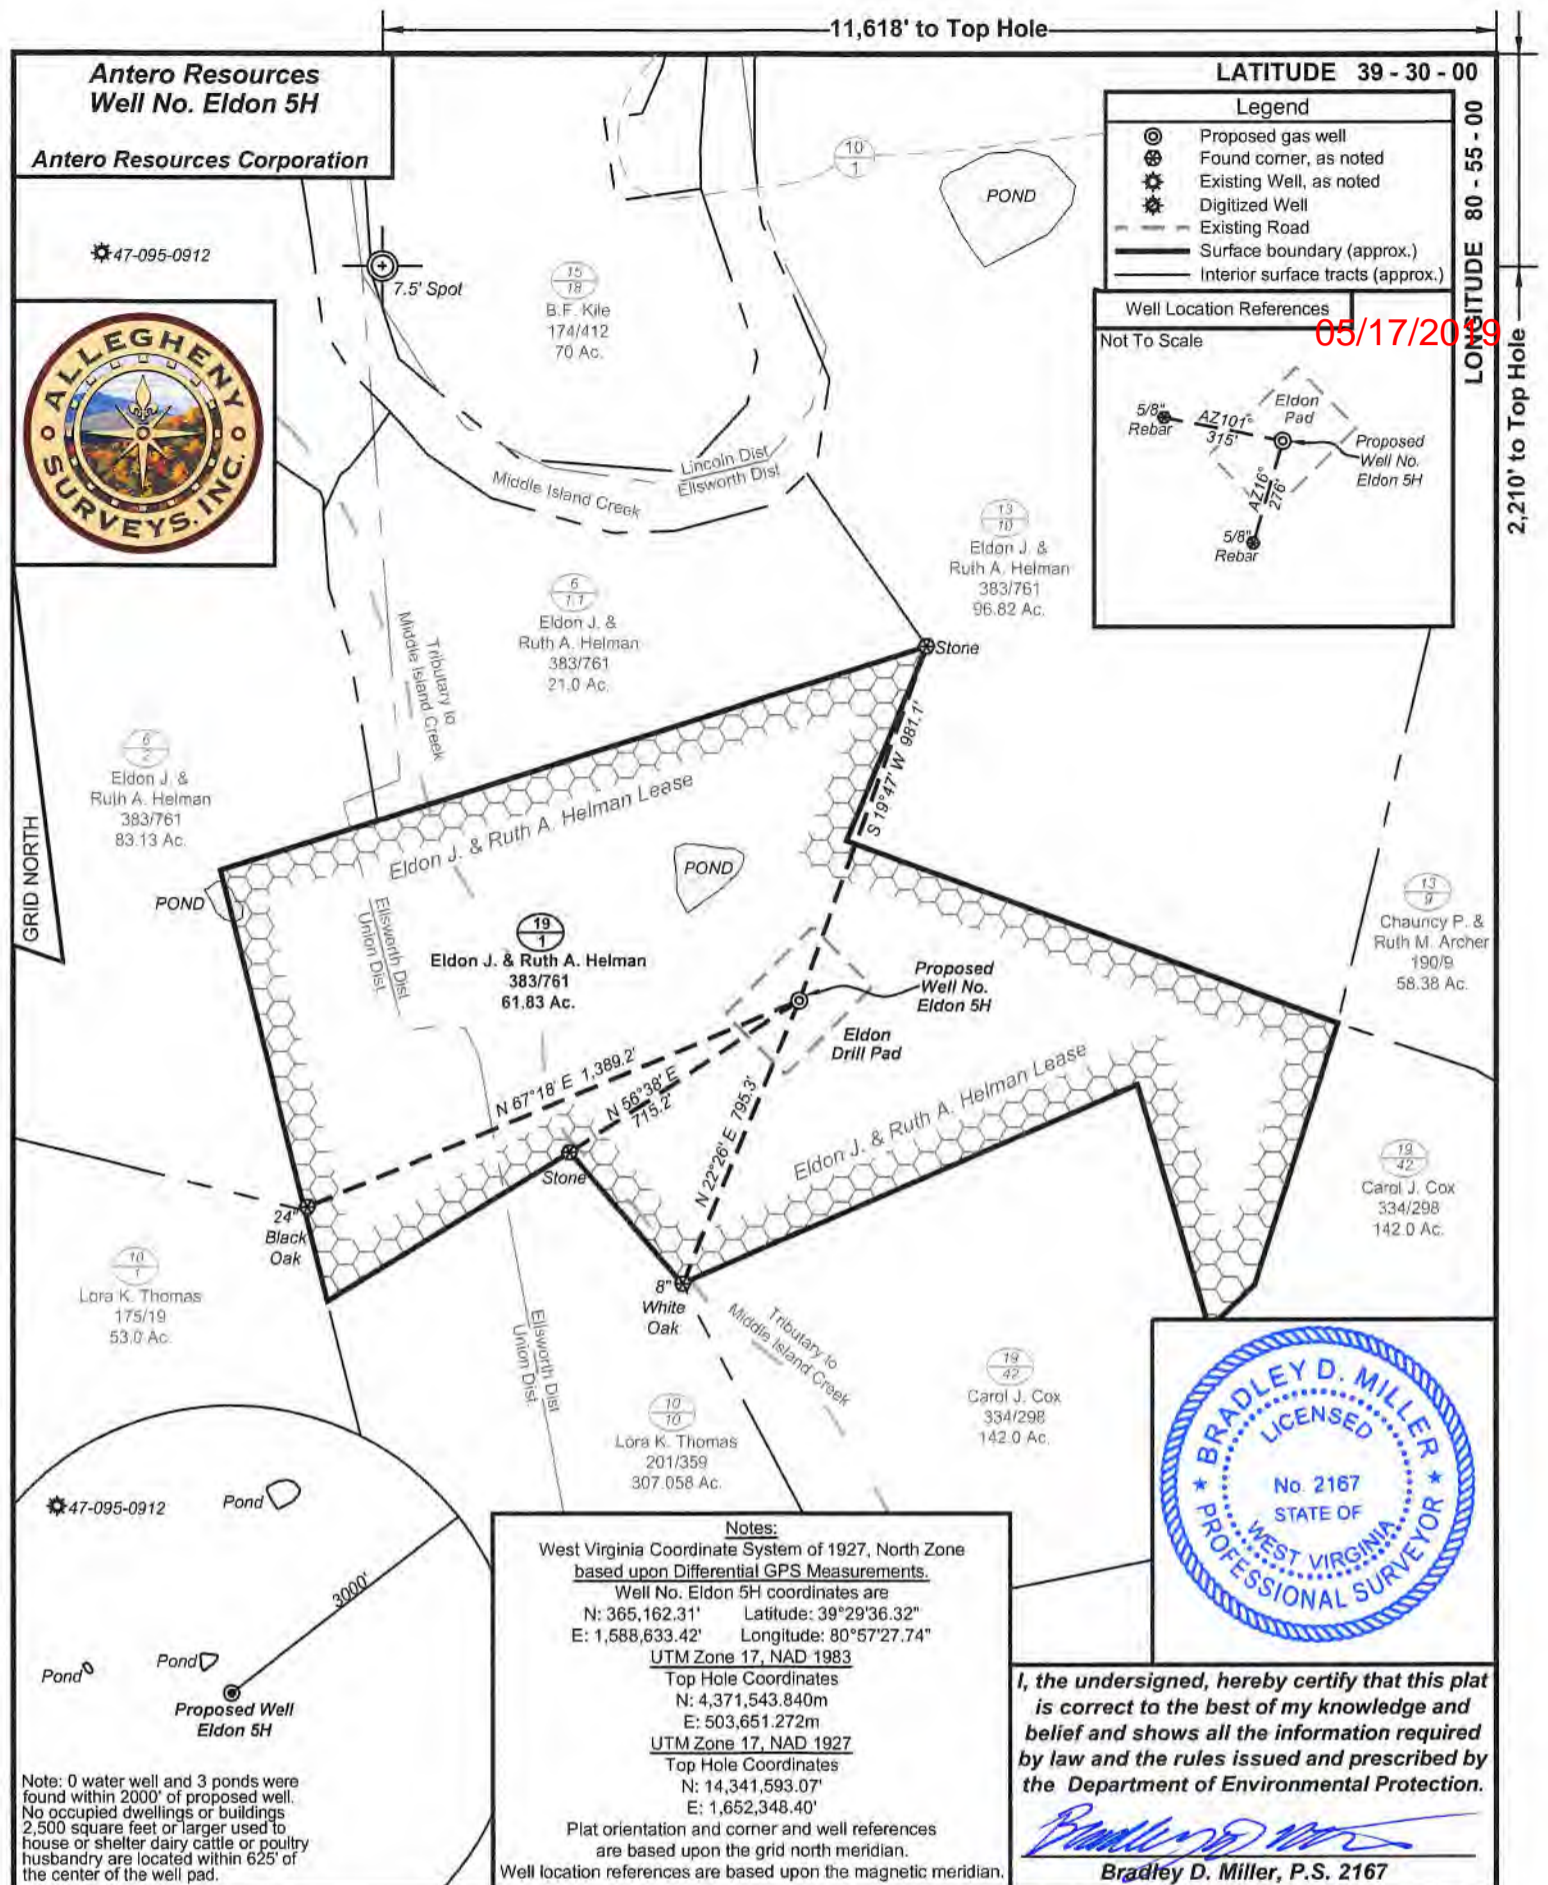 11,618' to Top Hole
Antero Resources
Well No. Eldon 5H
Antero Resources Corporation
LATITUDE 39 - 30 - 00
LONGITUDE 80 - 55 - 00
2,210' to Top Hole
Legend
Proposed gas well
Found corner, as noted
Existing Well, as noted
Digitized Well
Existing Road
Surface boundary (approx.)
Interior surface tracts (approx.)
10
1
POND
47-095-0912
7.5' Spot
15
18
B.F. Kile
174/412
70 Ac.
Well Location References
05/17/2019
Not To Scale
5/8"
Rebar
AZ101°
315'
Eldon
Pad
Proposed
Well No.
Eldon 5H
AZ16°
276'
5/8"
Rebar
ALLEGHENY
SURVEYS, INC.
Lincoln Dist
Ellsworth Dist
Middle Island Creek
13
10
Eldon J. &
Ruth A. Helman
383/761
96.82 Ac.
6
1.1
Eldon J. &
Ruth A. Helman
383/761
21.0 Ac.
Tributary to
Middle Island Creek
Stone
S 19°47' W 981.1'
6
2
Eldon J. &
Ruth A. Helman
383/761
83.13 Ac.
GRID NORTH
Eldon J. & Ruth A. Helman Lease
POND
POND
Ellsworth Dist
Union Dist.
19
1
Eldon J. & Ruth A. Helman
383/761
61.83 Ac.
13
9
Chauncy P. &
Ruth M. Archer
190/9
58.38 Ac.
Proposed
Well No.
Eldon 5H
Eldon
Drill Pad
N 67°18' E 1,389.2'
N 56°38' E
715.2'
N 22°26' E 795.3'
Eldon J. & Ruth A. Helman Lease
Stone
24"
Black
Oak
19
42
Carol J. Cox
334/298
142.0 Ac.
10
1
Lora K. Thomas
175/19
53.0 Ac.
8"
White
Oak
Ellsworth Dist
Union Dist.
Tributary to
Middle Island Creek
19
42
Carol J. Cox
334/298
142.0 Ac.
10
10
Lora K. Thomas
201/359
307.058 Ac.
BRADLEY D. MILLER
LICENSED
No. 2167
STATE OF
WEST VIRGINIA
PROFESSIONAL SURVEYOR
47-095-0912
Pond
3000'
Pond
Pond
Proposed Well
Eldon 5H
Note: 0 water well and 3 ponds were
found within 2000' of proposed well.
No occupied dwellings or buildings
2,500 square feet or larger used to
house or shelter dairy cattle or poultry
husbandry are located within 625' of
the center of the well pad.
Notes:
West Virginia Coordinate System of 1927, North Zone
based upon Differential GPS Measurements.
Well No. Eldon 5H coordinates are
N: 365,162.31' Latitude: 39°29'36.32"
E: 1,588,633.42' Longitude: 80°57'27.74"
UTM Zone 17, NAD 1983
Top Hole Coordinates
N: 4,371,543.840m
E: 503,651.272m
UTM Zone 17, NAD 1927
Top Hole Coordinates
N: 14,341,593.07'
E: 1,652,348.40'
Plat orientation and corner and well references
are based upon the grid north meridian.
Well location references are based upon the magnetic meridian.
I, the undersigned, hereby certify that this plat
is correct to the best of my knowledge and
belief and shows all the information required
by law and the rules issued and prescribed by
the Department of Environmental Protection.
Bradley D. Miller, P.S. 2167